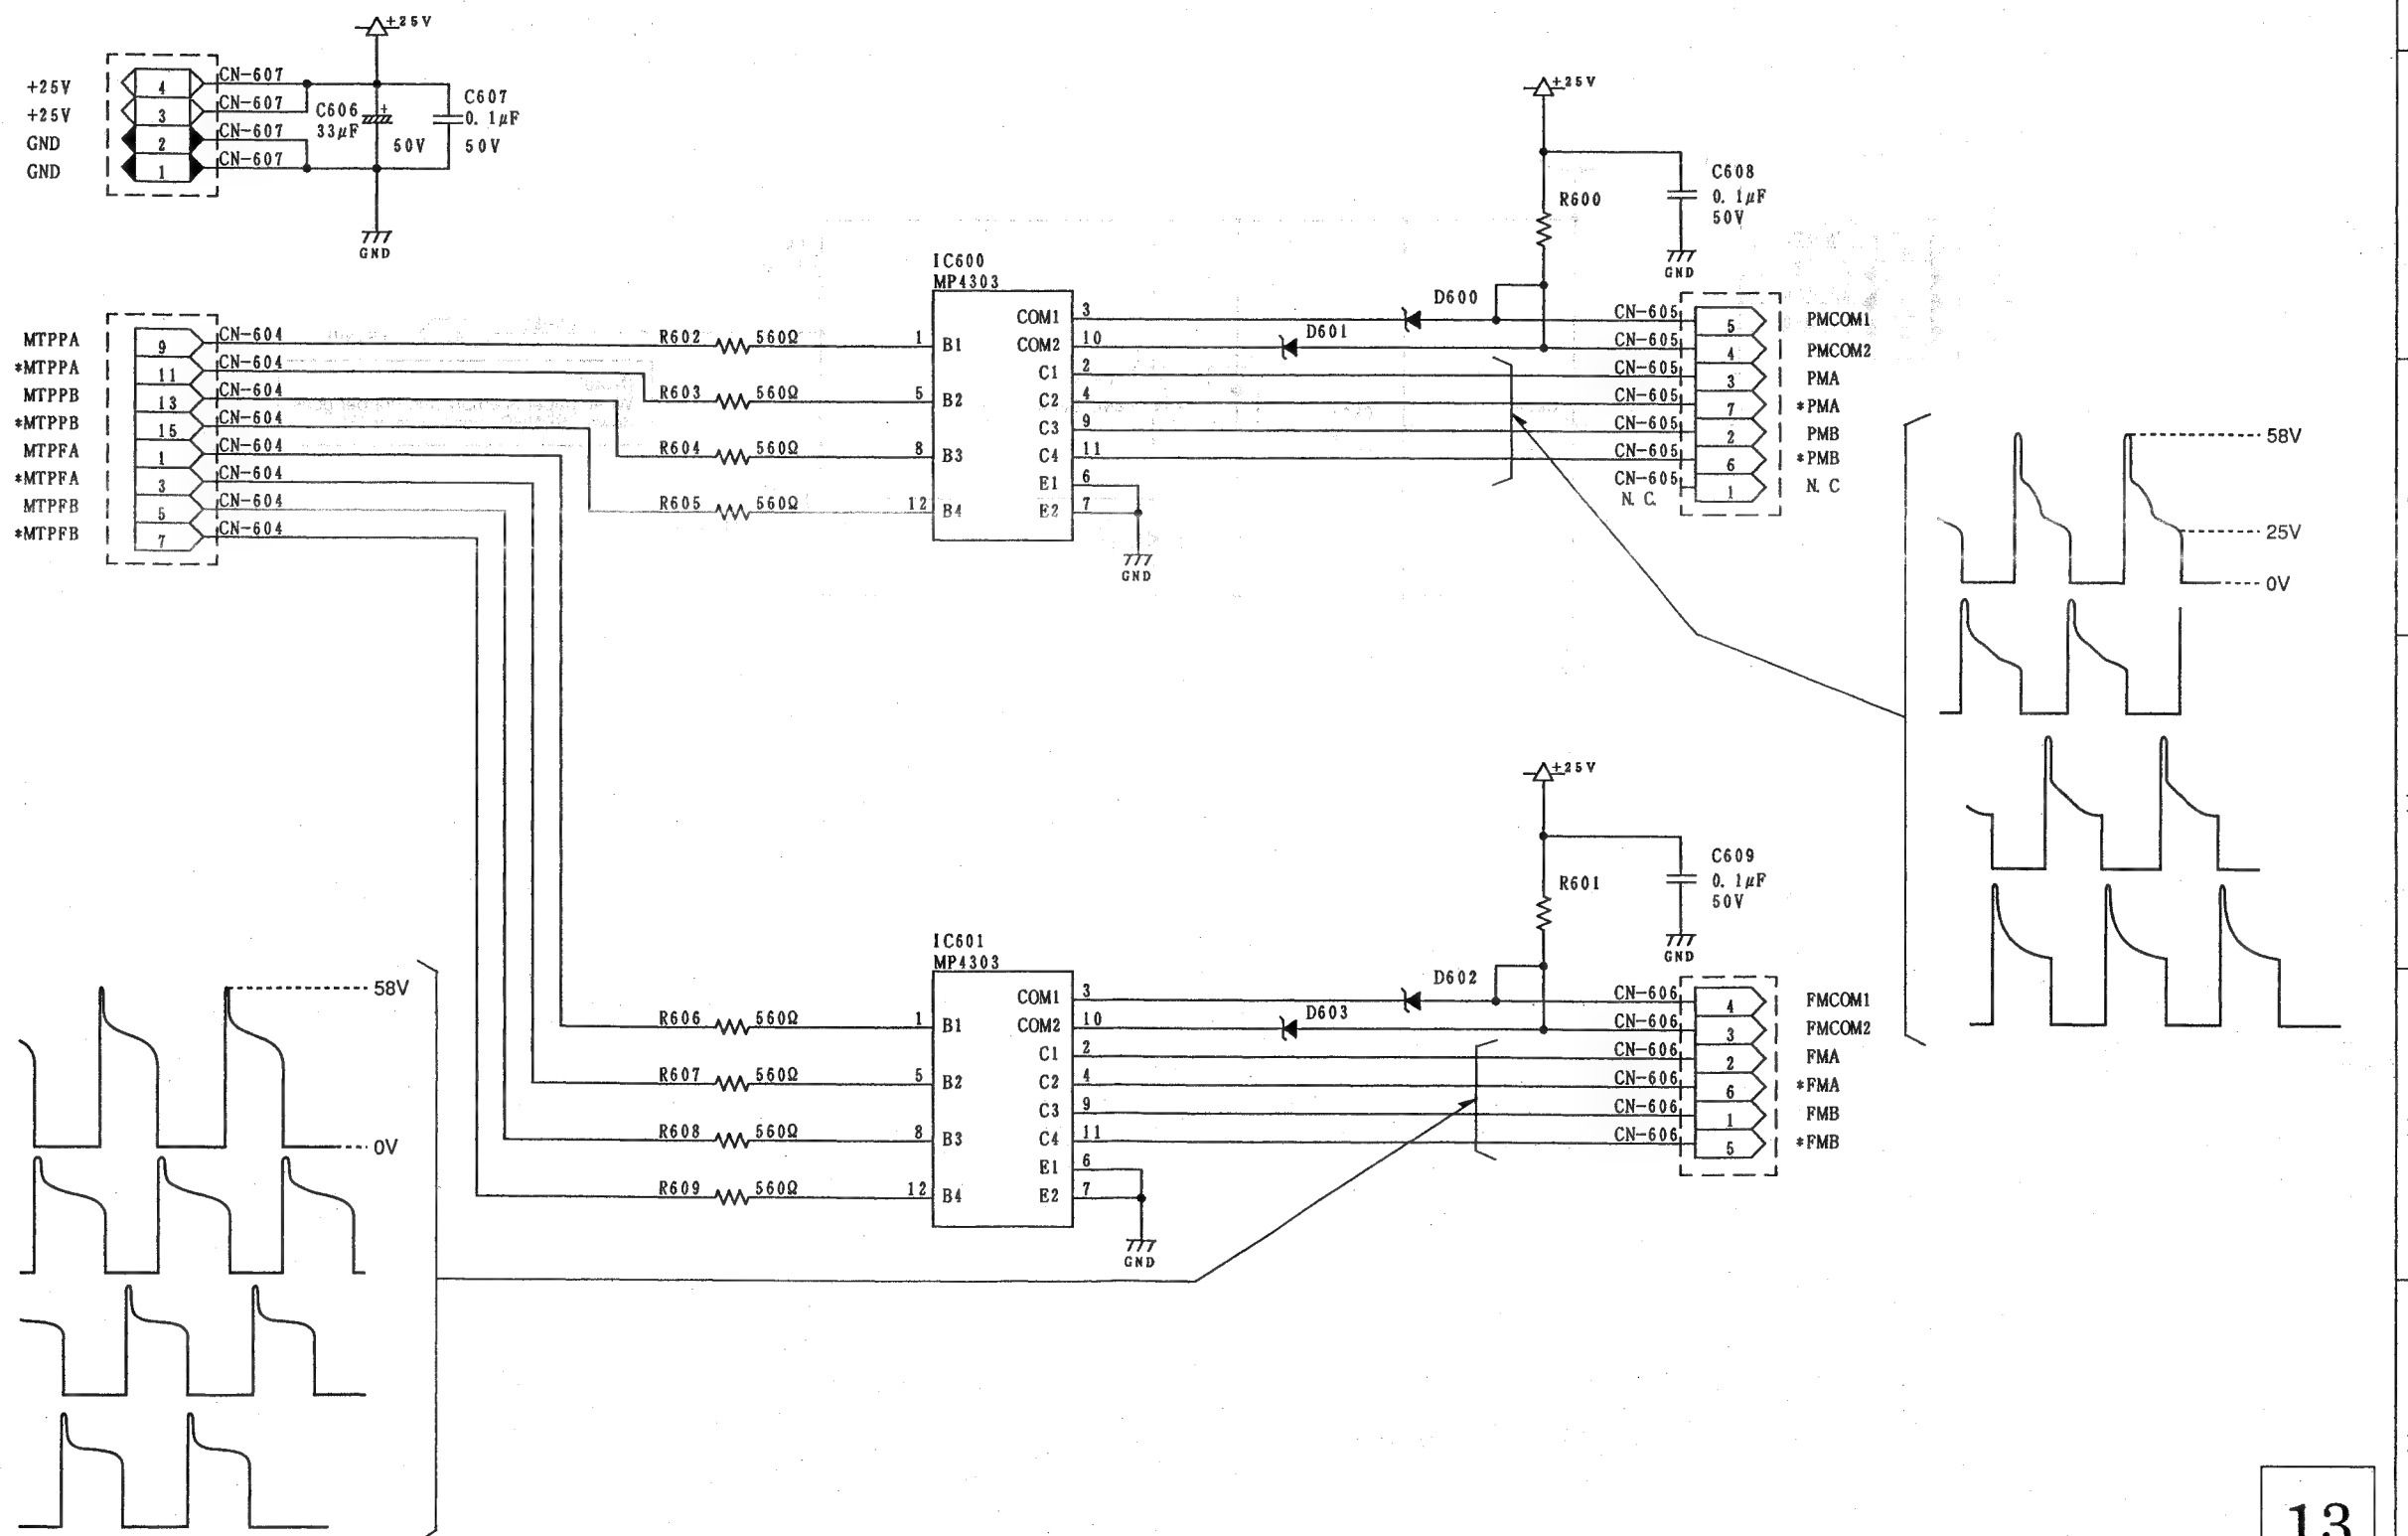 +25V
+25V
+25V
GND
GND
4
3
2
1
CN-607
CN-607
CN-607
CN-607
C606
33μF
50V
C607
0.1μF
50V
GND
MTPPA
*MTPPA
MTPPB
*MTPPB
MTPFA
*MTPFA
MTPFB
*MTPFB
9
11
13
15
1
3
5
7
CN-604
CN-604
CN-604
CN-604
CN-604
CN-604
CN-604
CN-604
R602 560Ω
R603 560Ω
R604 560Ω
R605 560Ω
IC600
MP4303
1 B1
5 B2
8 B3
12 B4
COM1 3
COM2 10
C1 2
C2 4
C3 9
C4 11
E1 6
E2 7
GND
D600
D601
+25V
R600
C608
0.1μF
50V
GND
CN-605 5 PMCOM1
CN-605 4 PMCOM2
CN-605 3 PMA
CN-605 7 *PMA
CN-605 2 PMB
CN-605 6 *PMB
CN-605 1 N.C
N.C.
58V
25V
0V
+25V
R601
C609
0.1μF
50V
GND
R606 560Ω
R607 560Ω
R608 560Ω
R609 560Ω
IC601
MP4303
1 B1
5 B2
8 B3
12 B4
COM1 3
COM2 10
C1 2
C2 4
C3 9
C4 11
E1 6
E2 7
GND
D602
D603
CN-606 4 FMCOM1
CN-606 3 FMCOM2
CN-606 2 FMA
CN-606 6 *FMA
CN-606 1 FMB
CN-606 5 *FMB
58V
0V
13